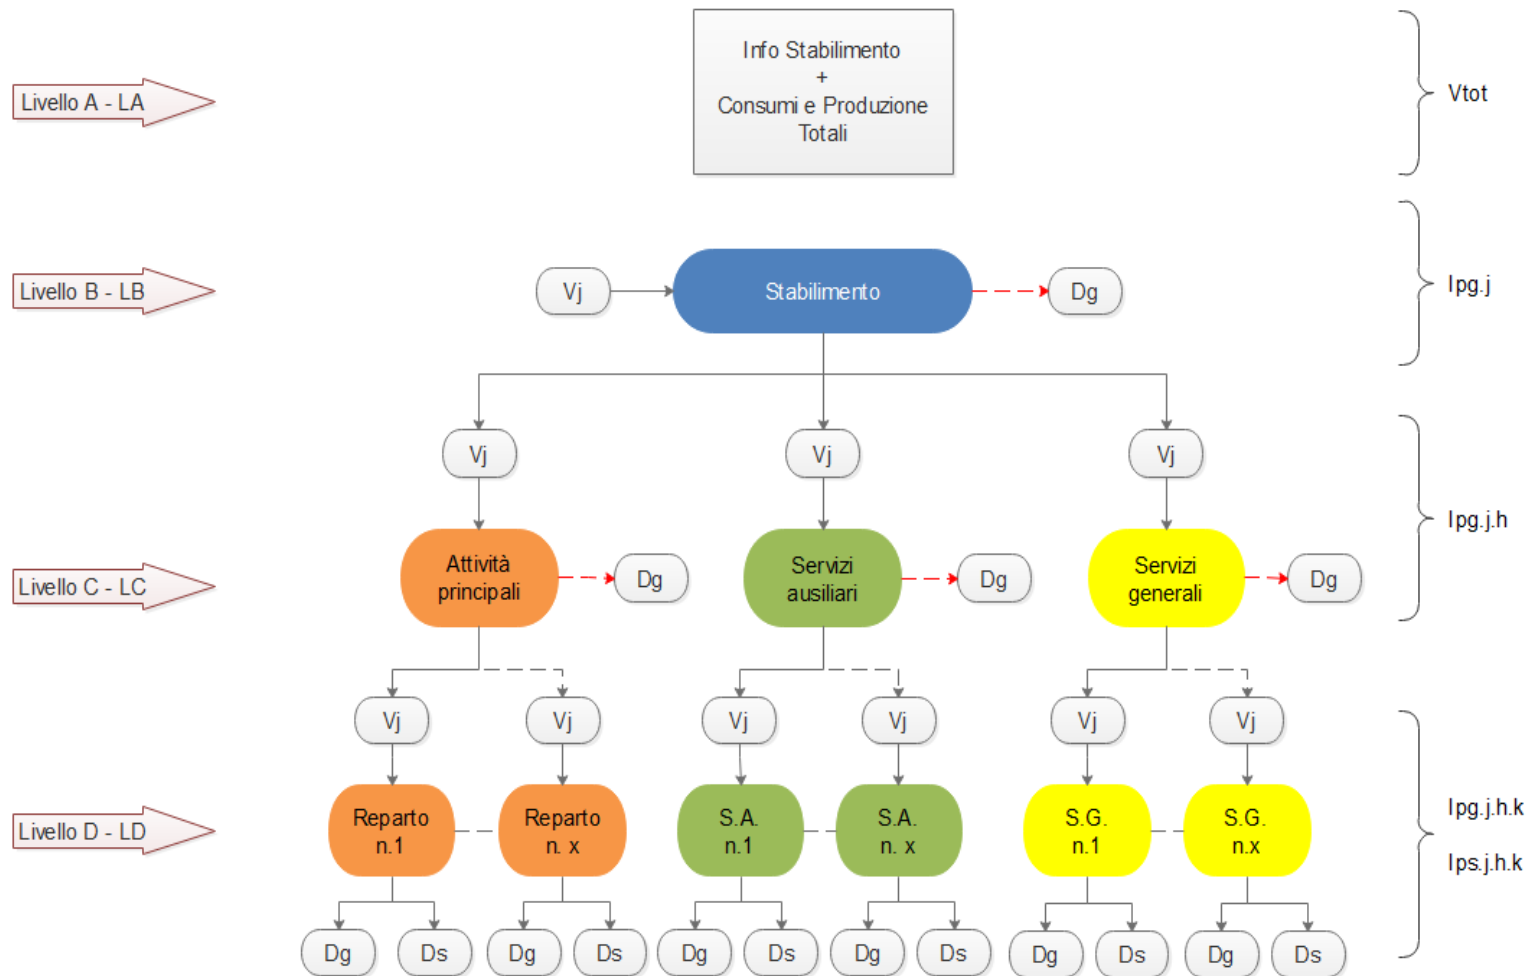 Livello A - LA
Info Stabilimento
+
Consumi e Produzione
Totali
Vtot
Livello B - LB
Vj
Stabilimento
Dg
Ipg.j
Vj
Vj
Vj
Ipg.j.h
Livello C - LC
Attività
principali
Dg
Servizi
ausiliari
Dg
Servizi
generali
Dg
Vj
Vj
Vj
Vj
Vj
Vj
Livello D - LD
Reparto
n.1
Reparto
n. x
S.A.
n.1
S.A.
n. x
S.G.
n.1
S.G.
n.x
Ipg.j.h.k
Ips.j.h.k
Dg
Ds
Dg
Ds
Dg
Ds
Dg
Ds
Dg
Ds
Dg
Ds